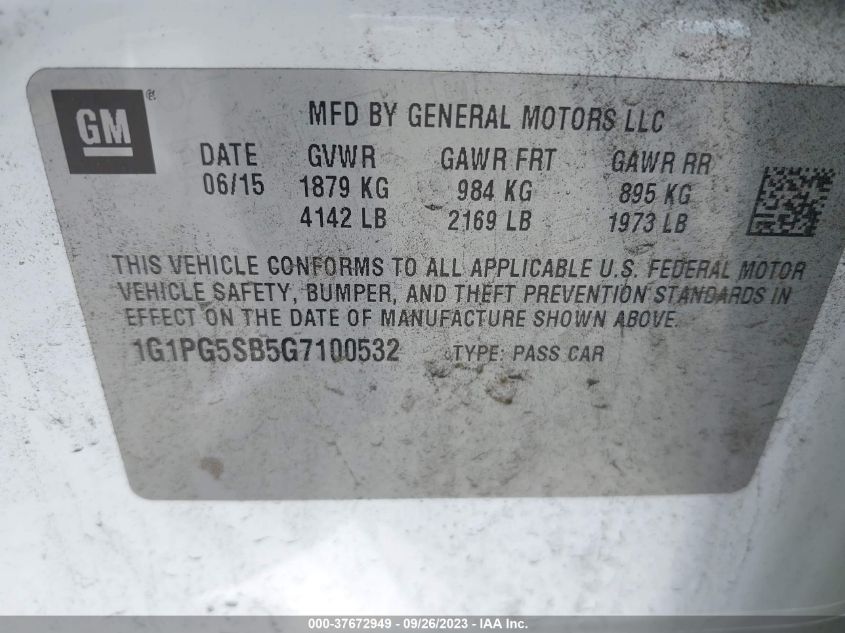 GM ®
MFD BY GENERAL MOTORS LLC
DATE GVWR GAWR FRT GAWR RR
06/15 1879 KG 984 KG 895 KG
4142 LB 2169 LB 1973 LB
THIS VEHICLE CONFORMS TO ALL APPLICABLE U.S. FEDERAL MOTOR
VEHICLE SAFETY, BUMPER, AND THEFT PREVENTION STANDARDS IN
EFFECT ON THE DATE OF MANUFACTURE SHOWN ABOVE.
1G1PG5SB5G7100532 TYPE: PASS CAR
000-37672949 - 09/26/2023 - IAA Inc.